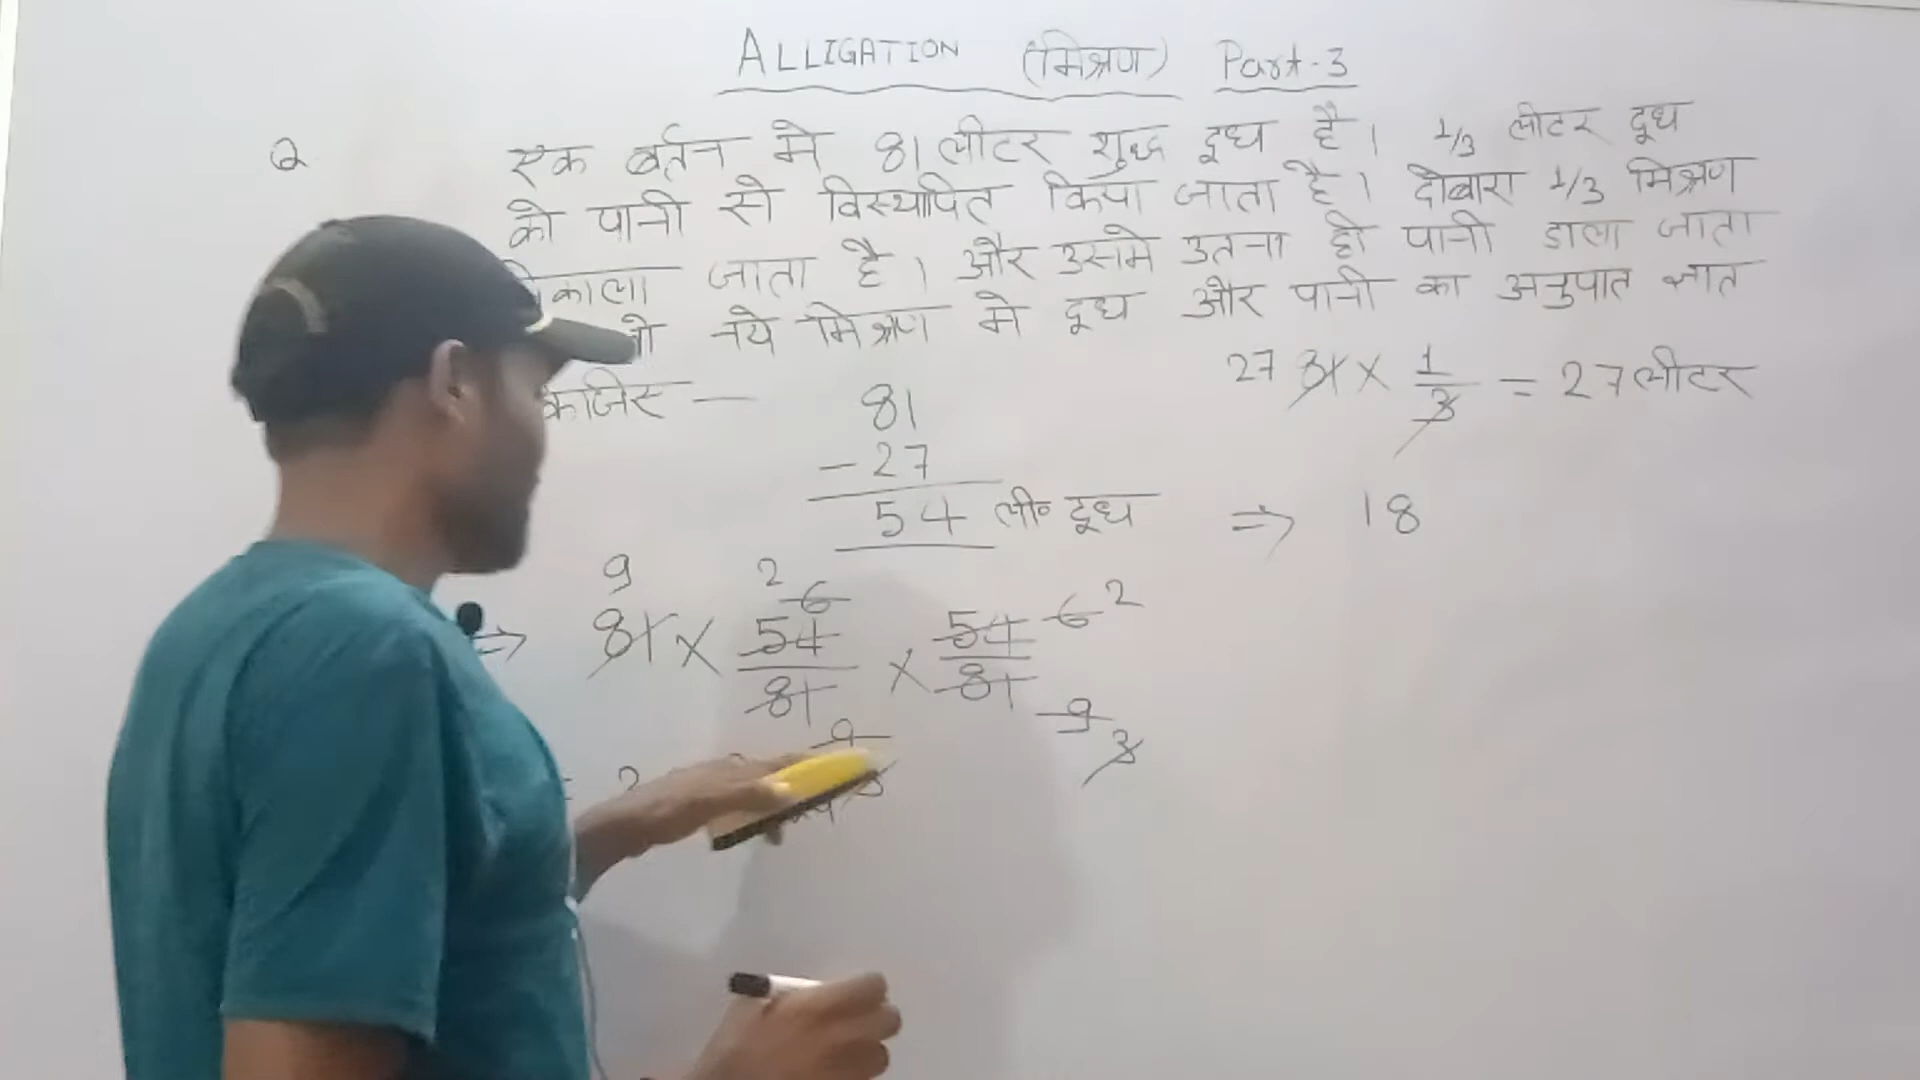 ALLIGATION (मिश्रण) Part-3
Q एक बर्तन मे 81 लीटर शुद्ध दूध है। 1/3 लीटर दूध
को पानी से विस्थापित किया जाता है। दोबारा 1/3 मिश्रण
काला जाता है। और उसमे उतना ही पानी डाला जाता
नये मिश्रण मे दूध और पानी का अनुपात ज्ञात
कीजिए —
27 81 × 1/3 = 27 लीटर
81
- 27
54 ली॰ दूध ⇒ 18
9 2 6 6 2
⇒ 81 × 54/81 × 54/81
9 9
3 3
= 2